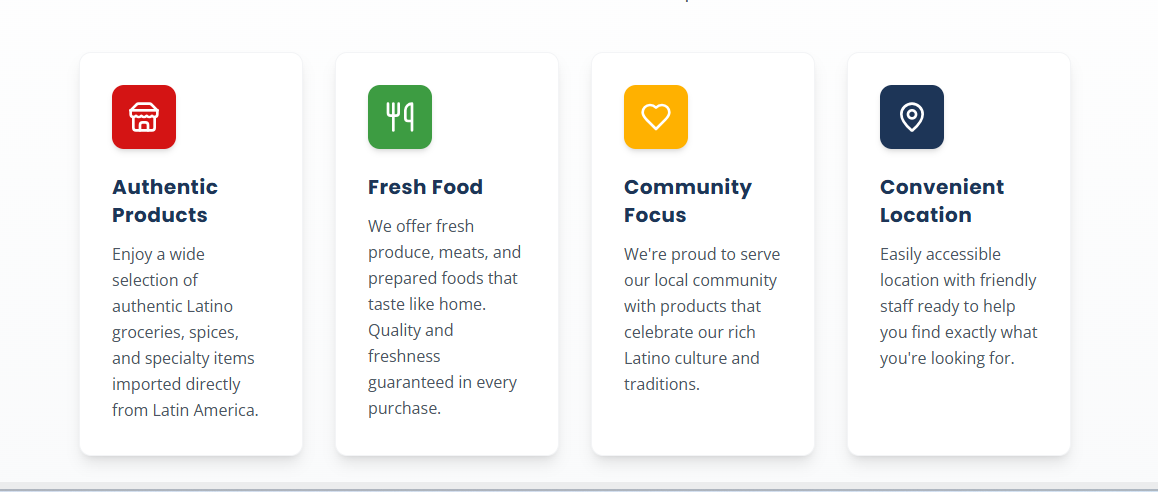 Authentic
Products
Enjoy a wide
selection of
authentic Latino
groceries, spices,
and specialty items
imported directly
from Latin America.
Fresh Food
We offer fresh
produce, meats, and
prepared foods that
taste like home.
Quality and
freshness
guaranteed in every
purchase.
Community
Focus
We're proud to serve
our local community
with products that
celebrate our rich
Latino culture and
traditions.
Convenient
Location
Easily accessible
location with friendly
staff ready to help
you find exactly what
you're looking for.